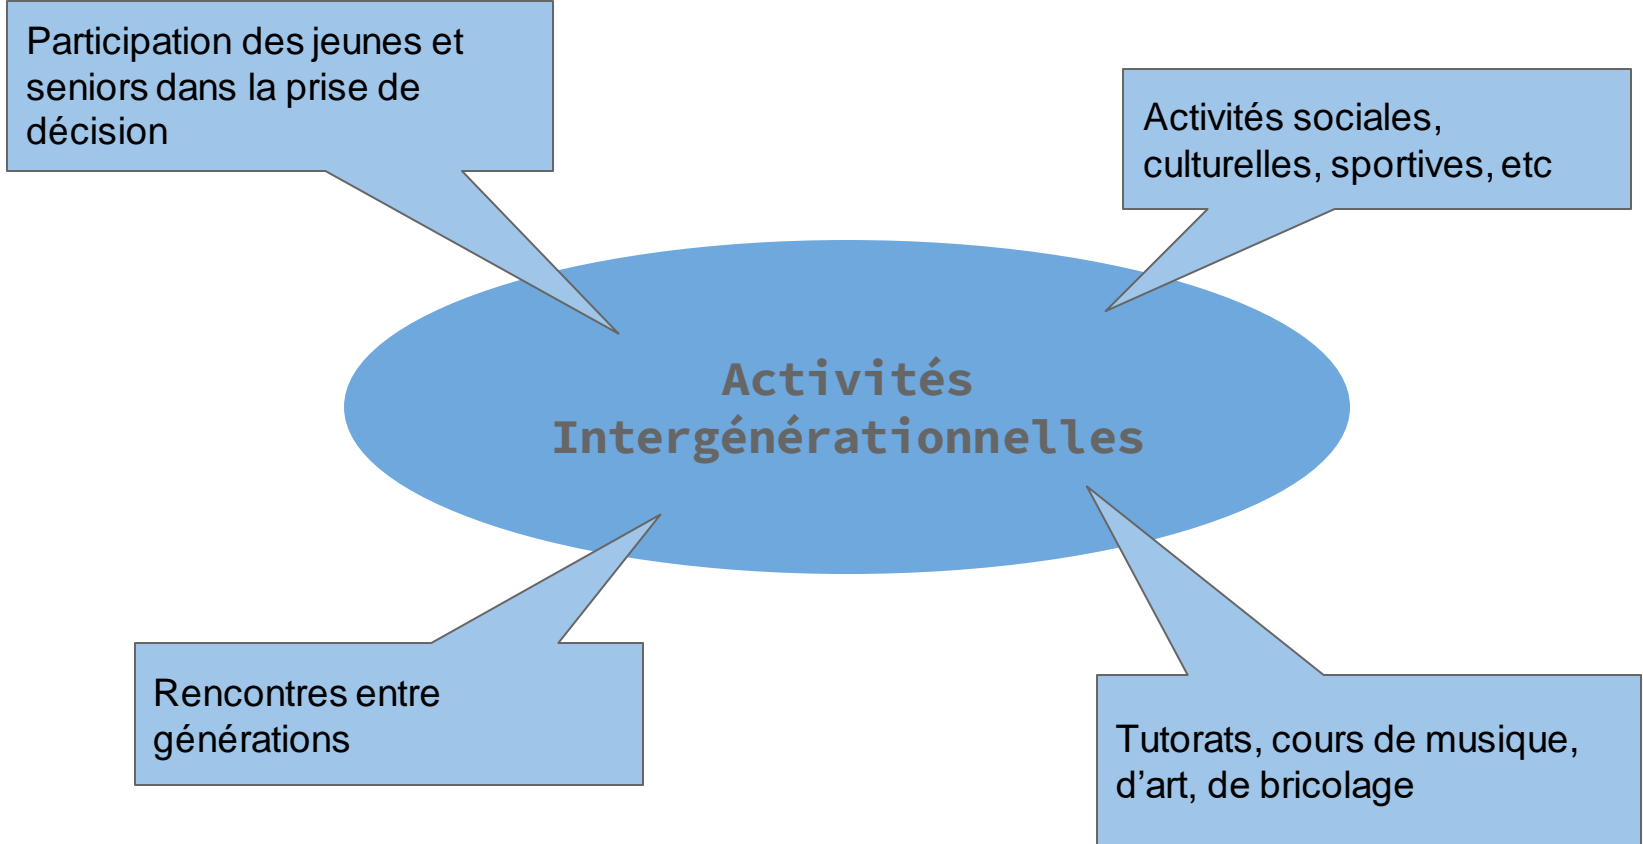 Participation des jeunes et
seniors dans la prise de
décision
Activités sociales,
culturelles, sportives, etc
Activités
Intergénérationnelles
Rencontres entre
générations
Tutorats, cours de musique,
d’art, de bricolage